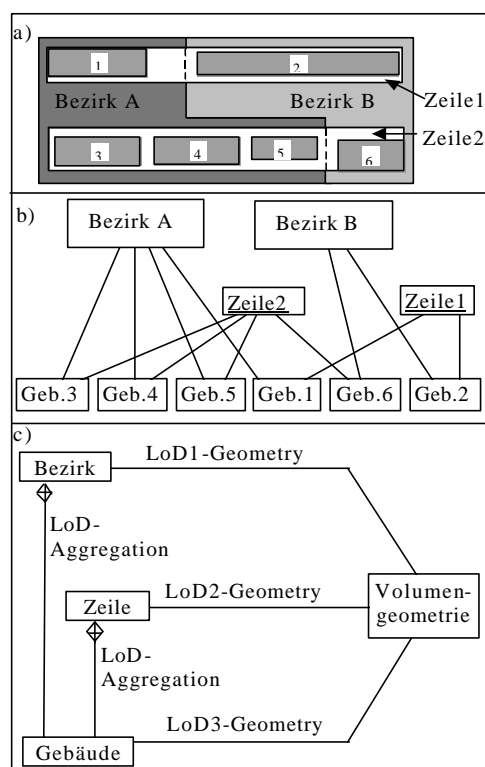 a)
1
2
Bezirk A
Bezirk B
Zeile1
Zeile2
3
4
5
6
b)
Bezirk A
Bezirk B
Zeile2
Zeile1
Geb.3
Geb.4
Geb.5
Geb.1
Geb.6
Geb.2
c)
LoD1-Geometry
Bezirk
LoD-
Aggregation
Zeile
LoD2-Geometry
Volumen-
geometrie
LoD-
Aggregation
LoD3-Geometry
Gebäude